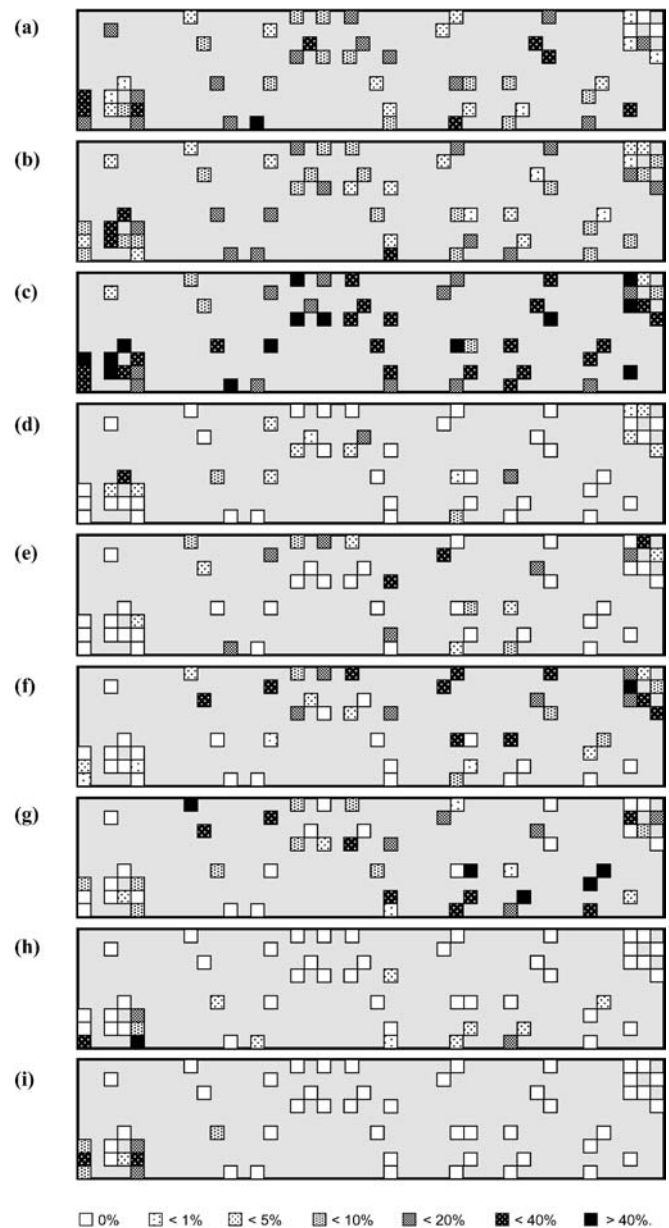 (a)
(b)
(c)
(d)
(e)
(f)
(g)
(h)
(i)
0% < 1% < 5% < 10% < 20% < 40% > 40%